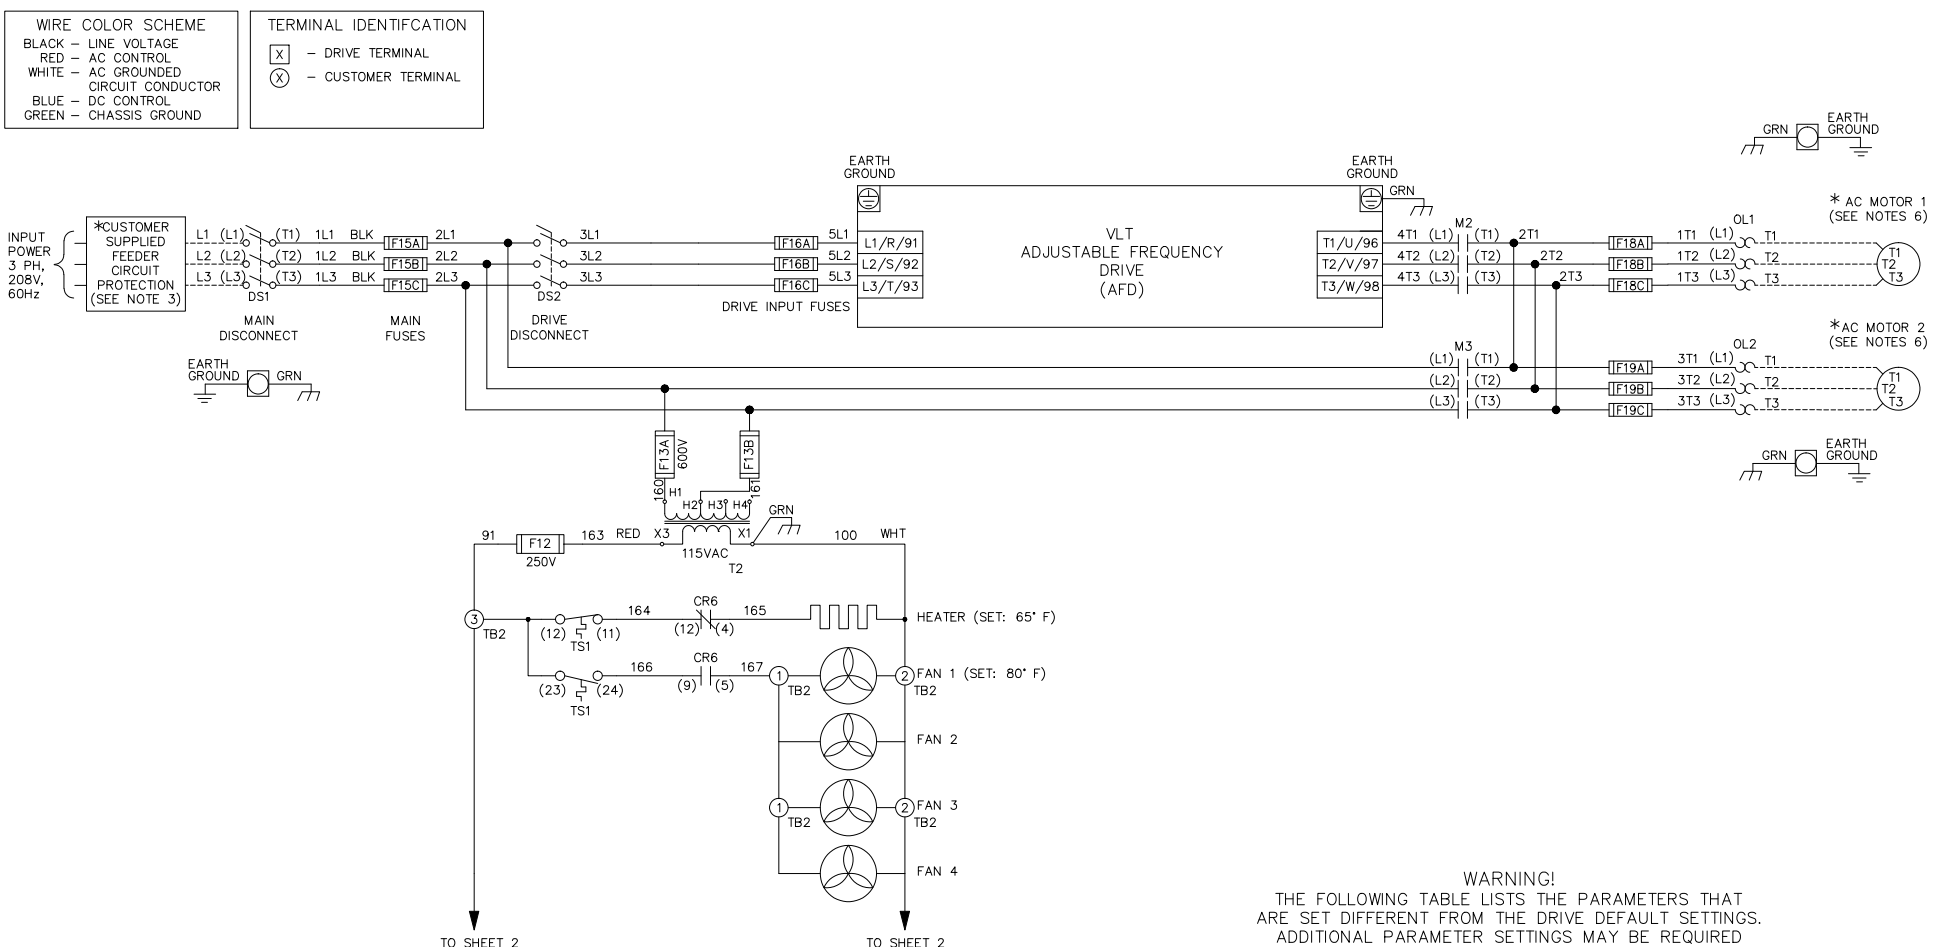 WIRE COLOR SCHEME
BLACK – LINE VOLTAGE
RED – AC CONTROL
WHITE – AC GROUNDED
CIRCUIT CONDUCTOR
BLUE – DC CONTROL
GREEN – CHASSIS GROUND
TERMINAL IDENTIFCATION
X – DRIVE TERMINAL
X – CUSTOMER TERMINAL
GRN EARTH
GROUND
EARTH
GROUND
EARTH
GROUND
GRN
INPUT
POWER
3 PH,
208V,
60Hz
*CUSTOMER
SUPPLIED
FEEDER
CIRCUIT
PROTECTION
(SEE NOTE 3)
L1 (L1) (T1) 1L1 BLK F15A 2L1 3L1 F16A 5L1 L1/R/91
L2 (L2) (T2) 1L2 BLK F15B 2L2 3L2 F16B 5L2 L2/S/92
L3 (L3) (T3) 1L3 BLK F15C 2L3 3L3 F16C 5L3 L3/T/93
DS1
MAIN
DISCONNECT
MAIN
FUSES
DS2
DRIVE
DISCONNECT
DRIVE INPUT FUSES
VLT
ADJUSTABLE FREQUENCY
DRIVE
(AFD)
M2
OL1
* AC MOTOR 1
(SEE NOTES 6)
T1/U/96 4T1 (L1) (T1) 2T1 F18A 1T1 (L1) T1
T2/V/97 4T2 (L2) (T2) 2T2 F18B 1T2 (L2) T2
T3/W/98 4T3 (L3) (T3) 2T3 F18C 1T3 (L3) T3
T1
T2
T3
EARTH
GROUND
GRN
M3
OL2
*AC MOTOR 2
(SEE NOTES 6)
(L1) (T1) F19A 3T1 (L1) T1
(L2) (T2) F19B 3T2 (L2) T2
(L3) (T3) F19C 3T3 (L3) T3
T1
T2
T3
GRN EARTH
GROUND
F13A
600V
F13B
160
H1
H2 H3 H4
161
GRN
91 F12 163 RED X3 X1 100 WHT
250V
115VAC
T2
3
TB2
(12) (11)
TS1
164
CR6
(12) (4)
165
HEATER (SET: 65° F)
(23) (24)
TS1
166
CR6
(9) (5)
167
1
TB2
2
TB2
FAN 1 (SET: 80° F)
FAN 2
1
TB2
2
TB2
FAN 3
FAN 4
TO SHEET 2
TO SHEET 2
WARNING!
THE FOLLOWING TABLE LISTS THE PARAMETERS THAT
ARE SET DIFFERENT FROM THE DRIVE DEFAULT SETTINGS.
ADDITIONAL PARAMETER SETTINGS MAY BE REQUIRED